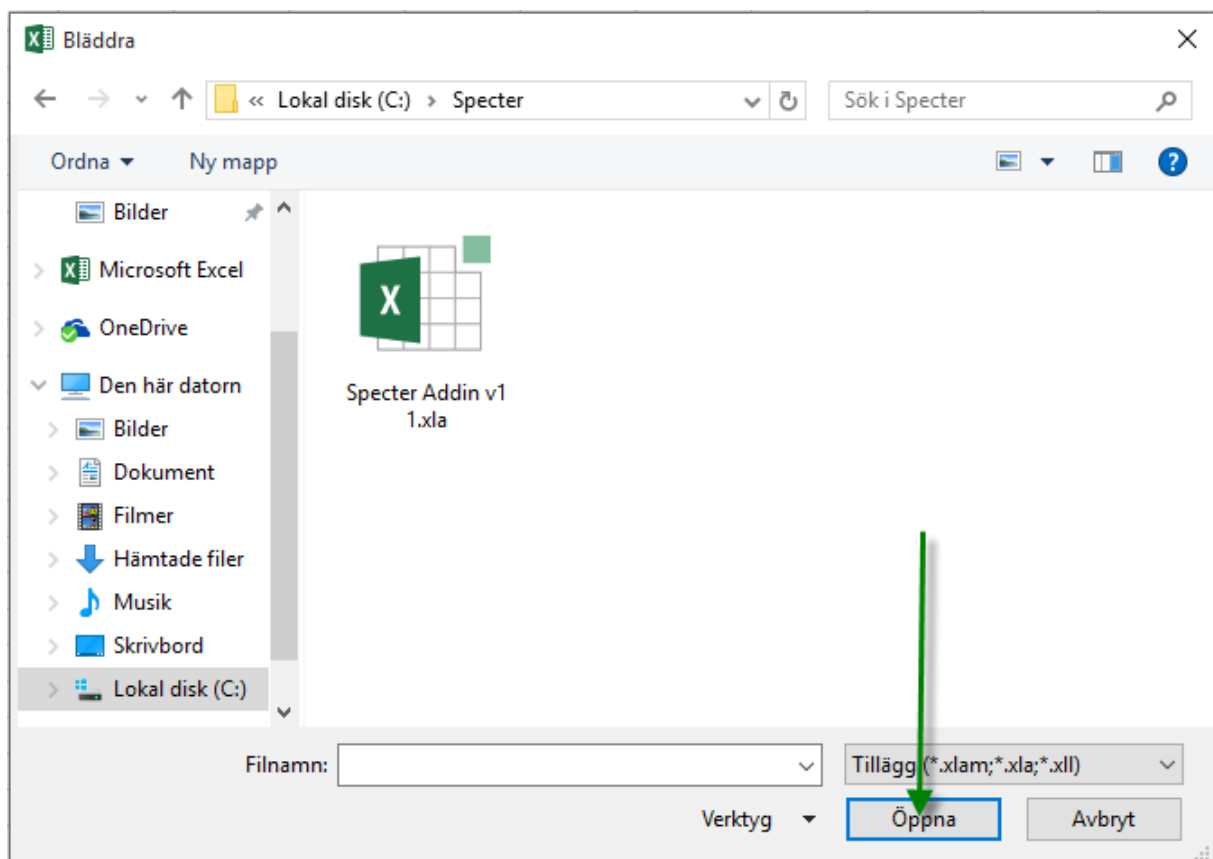 Bläddra
« Lokal disk (C:) › Specter
Sök i Specter
Ordna
Ny mapp
Bilder
Microsoft Excel
OneDrive
Den här datorn
Bilder
Dokument
Filmer
Hämtade filer
Musik
Skrivbord
Lokal disk (C:)
Specter Addin v1
1.xla
Filnamn:
Tillägg (*.xlam;*.xla;*.xll)
Verktyg
Öppna
Avbryt